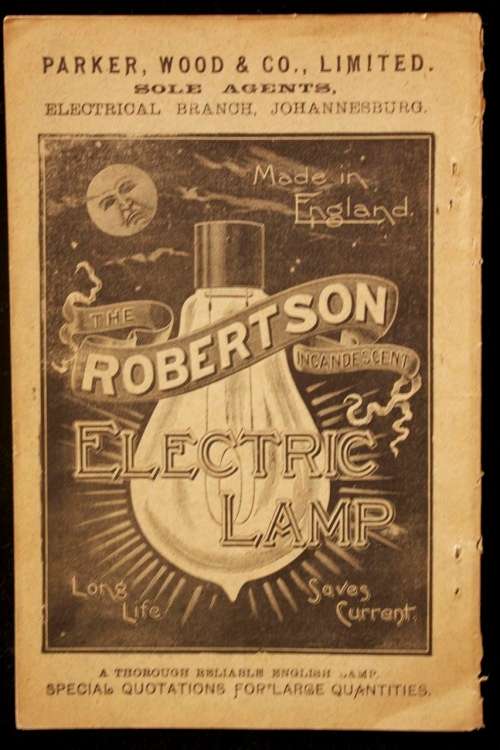 PARKER, WOOD & CO., LIMITED.
SOLE AGENTS,
ELECTRICAL BRANCH, JOHANNESBURG.
Made in
England.
THE
ROBERTSON
INCANDESCENT
ELECTRIC
LAMP
Long
Life
Saves
Current.
A THOROUGH RELIABLE ENGLISH LAMP.
SPECIAL QUOTATIONS FOR LARGE QUANTITIES.